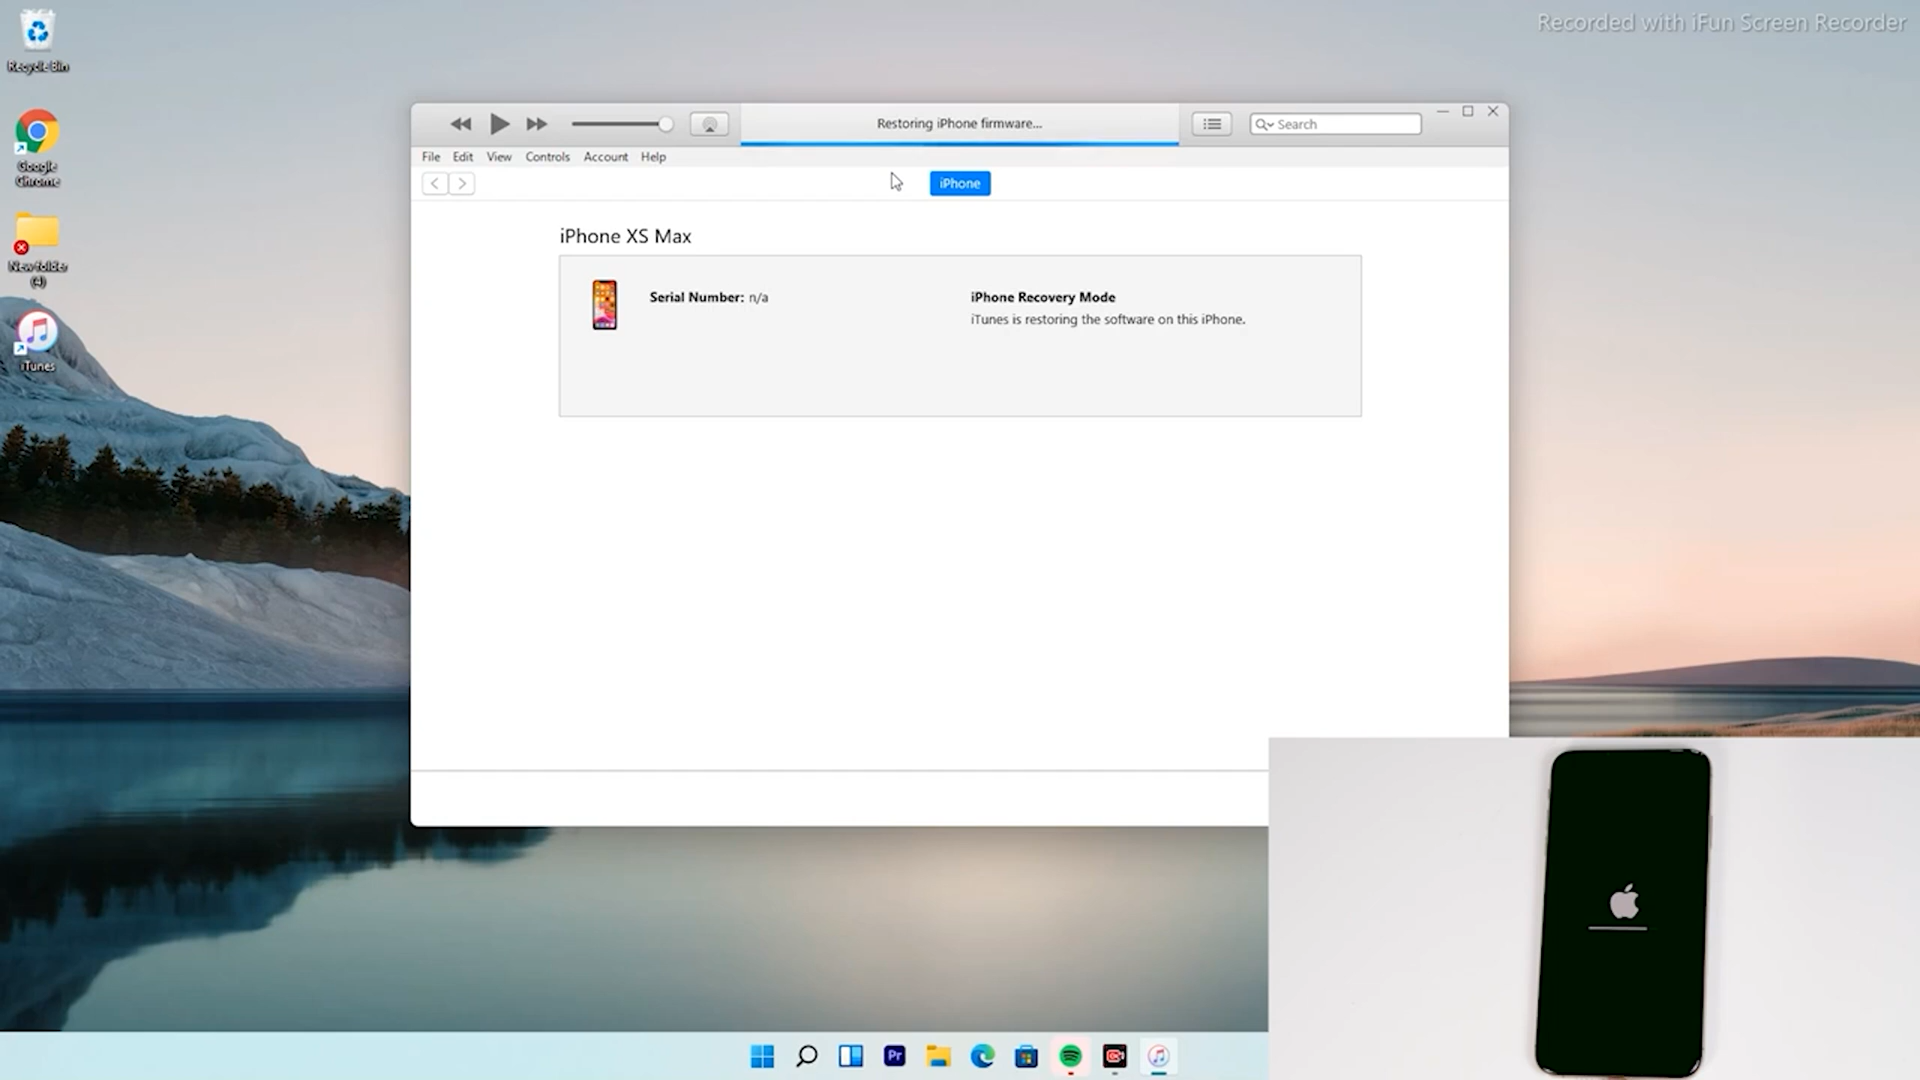 Recorded with iFun Screen Recorder
Recycle Bin
Google
Chrome
New folder
(4)
iTunes
Restoring iPhone firmware...
Search
File Edit View Controls Account Help
iPhone
iPhone XS Max
Serial Number: n/a
iPhone Recovery Mode
iTunes is restoring the software on this iPhone.
Pr